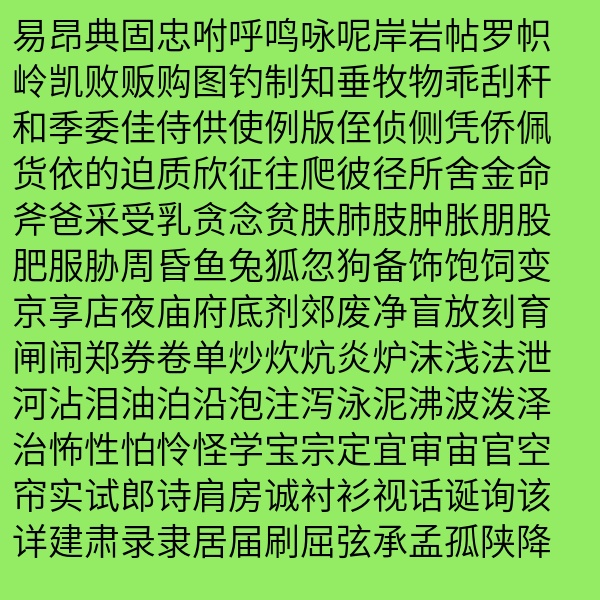 易昂典固忠咐呼鸣咏呢岸岩帖罗帜
岭凯败贩购图钓制知垂牧物乖刮秆
和季委佳侍供使例版侄侦侧凭侨佩
货依的迫质欣征往爬彼径所舍金命
斧爸采受乳贪念贫肤肺肢肿胀朋股
肥服胁周昏鱼兔狐忽狗备饰饱饲变
京享店夜庙府底剂郊废净盲放刻育
闸闹郑券卷单炒炊炕炎炉沫浅法泄
河沾泪油泊沿泡注泻泳泥沸波泼泽
治怖性怕怜怪学宝宗定宜审宙官空
帘实试郎诗肩房诚衬衫视话诞询该
详建肃录隶居届刷屈弦承孟孤陕降